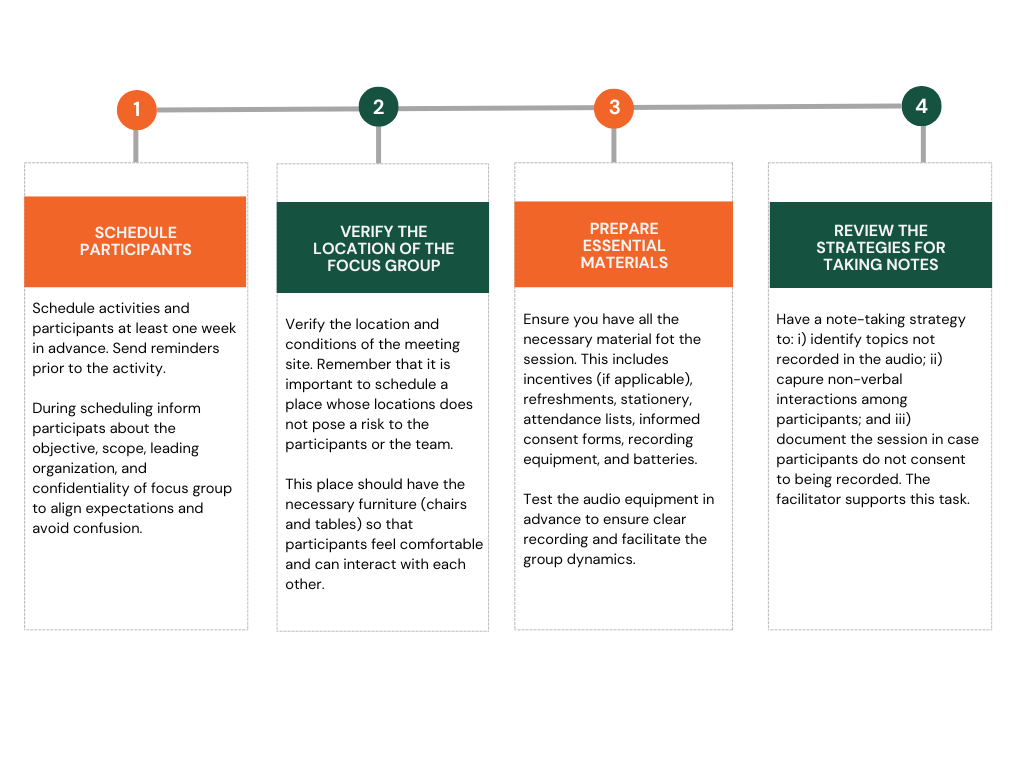 1
2
3
4
SCHEDULE
PARTICIPANTS
Schedule activities and
participants at least one week
in advance. Send reminders
prior to the activity.
During scheduling inform
participats about the
objective, scope, leading
organization, and
confidentiality of focus group
to align expectations and
avoid confusion.
VERIFY THE
LOCATION OF THE
FOCUS GROUP
Verify the location and
conditions of the meeting
site. Remember that it is
important to schedule a
place whose locations does
not pose a risk to the
participants or the team.
This place should have the
necessary furniture (chairs
and tables) so that
participants feel comfortable
and can interact with each
other.
PREPARE
ESSENTIAL
MATERIALS
Ensure you have all the
necessary material fot the
session. This includes
incentives (if applicable),
refreshments, stationery,
attendance lists, informed
consent forms, recording
equipment, and batteries.
Test the audio equipment in
advance to ensure clear
recording and facilitate the
group dynamics.
REVIEW THE
STRATEGIES FOR
TAKING NOTES
Have a note-taking strategy
to: i) identify topics not
recorded in the audio; ii)
capure non-verbal
interactions among
participants; and iii)
document the session in case
participants do not consent
to being recorded. The
facilitator supports this task.